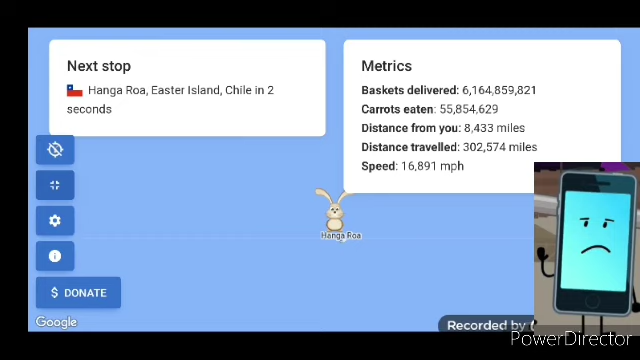 Next stop
Hanga Roa, Easter Island, Chile in 2
seconds
Metrics
Baskets delivered: 6,164,859,821
Carrots eaten: 55,854,629
Distance from you: 8,433 miles
Distance travelled: 302,574 miles
Speed: 16,891 mph
Hanga Roa
$ DONATE
Google
Recorded by
PowerDirector